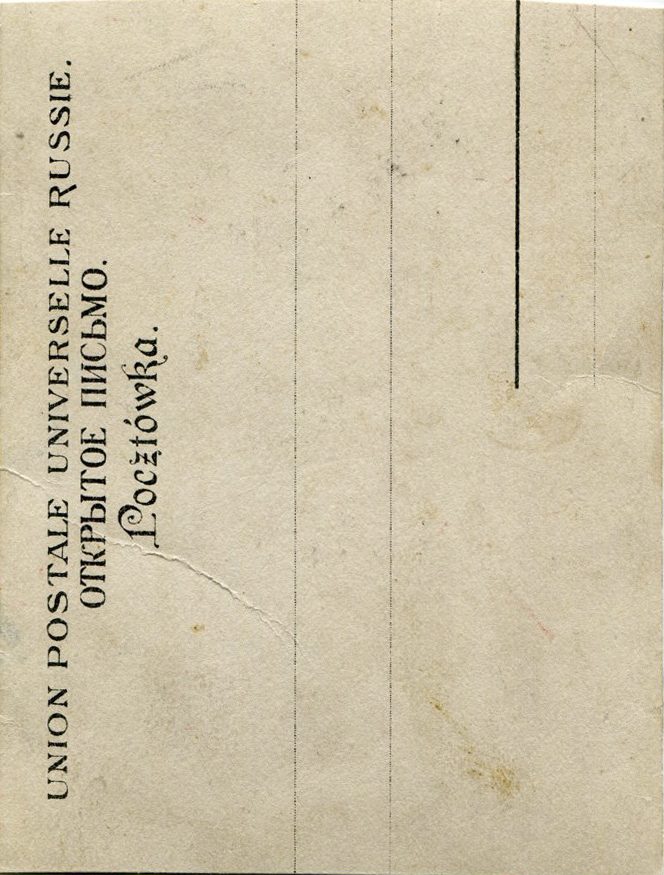 UNION POSTALE UNIVERSELLE RUSSIE.
ОТКРЫТОЕ ПИСЬМО.
Pocztówka.